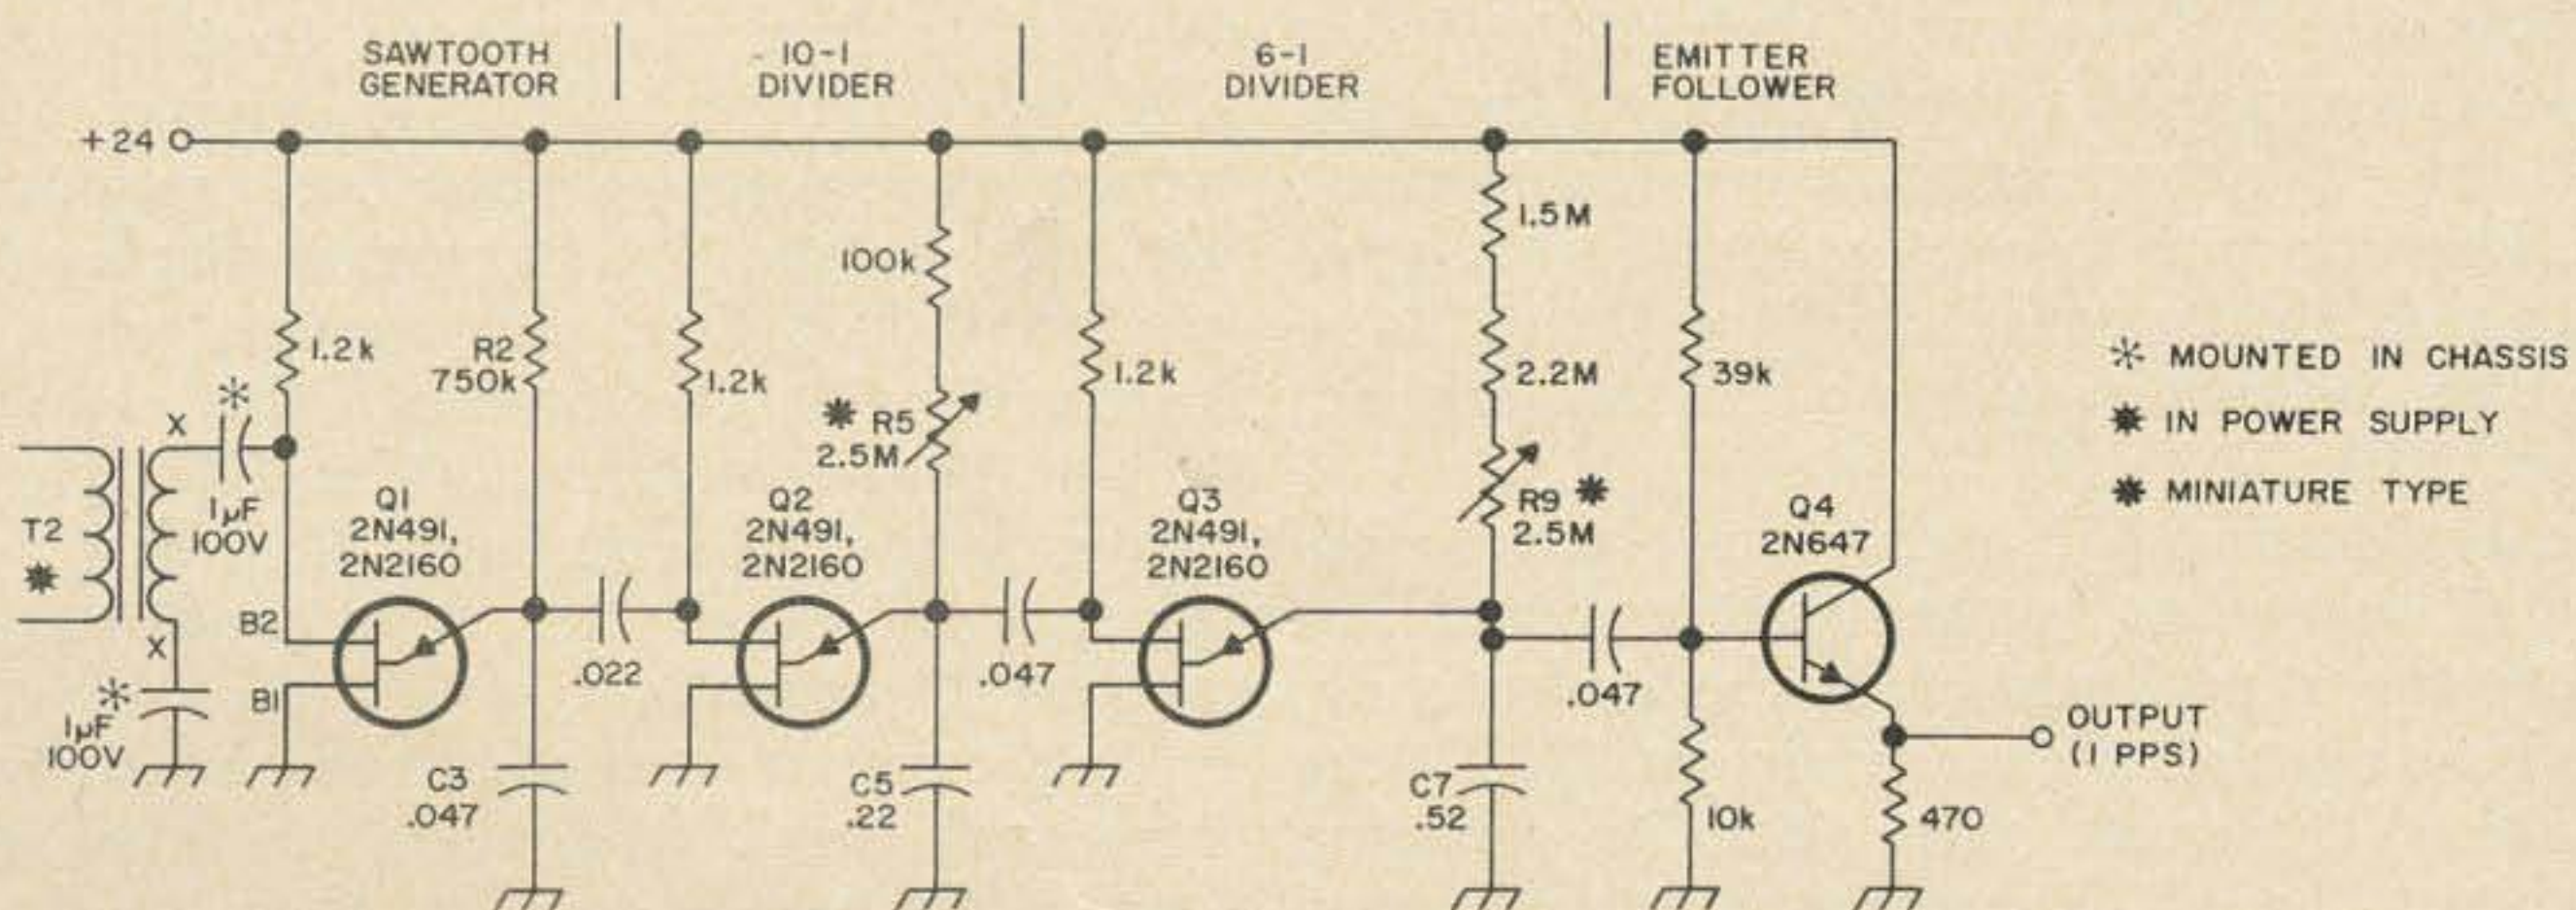 SAWTOOTH
GENERATOR
10-1
DIVIDER
6-1
DIVIDER
EMITTER
FOLLOWER
+24
1.2k
R2
750k
1.2k
100k
R5
2.5M
1.2k
1.5M
2.2M
R9
2.5M
39k
MOUNTED IN CHASSIS
IN POWER SUPPLY
MINIATURE TYPE
X
1µF
100V
T2
X
1µF
100V
B2
B1
Q1
2N491,
2N2160
Q2
2N491,
2N2160
Q3
2N491,
2N2160
Q4
2N647
.022
.047
.047
C3
.047
C5
.22
C7
.52
10k
470
OUTPUT
(1 PPS)